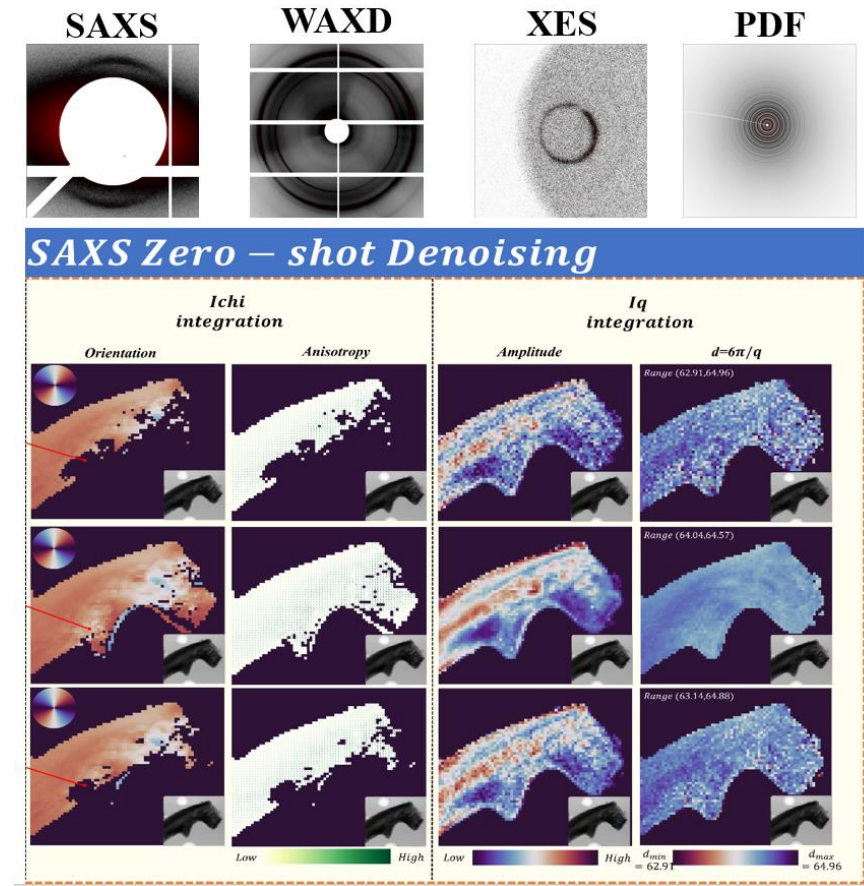 SAXS WAXD XES PDF
SAXS Zero – shot Denoising
Ichi
integration
Iq
integration
Orientation Anisotropy Amplitude d=6π/q
Range (62.91,64.96)
Range (64.04,64.57)
Range (63.14,64.88)
Low High Low High d_min = 62.91 d_max = 64.96